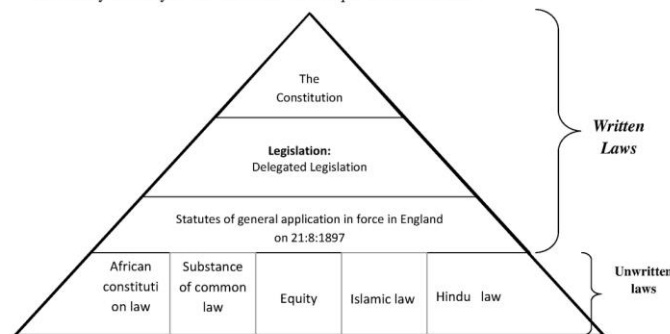 The
Constitution
Written
Laws
Legislation:
Delegated Legislation
Statutes of general application in force in England
on 21:8:1897
African
constituti
on law
Substance
of common
law
Equity
Islamic law
Hindu law
Unwritten
laws